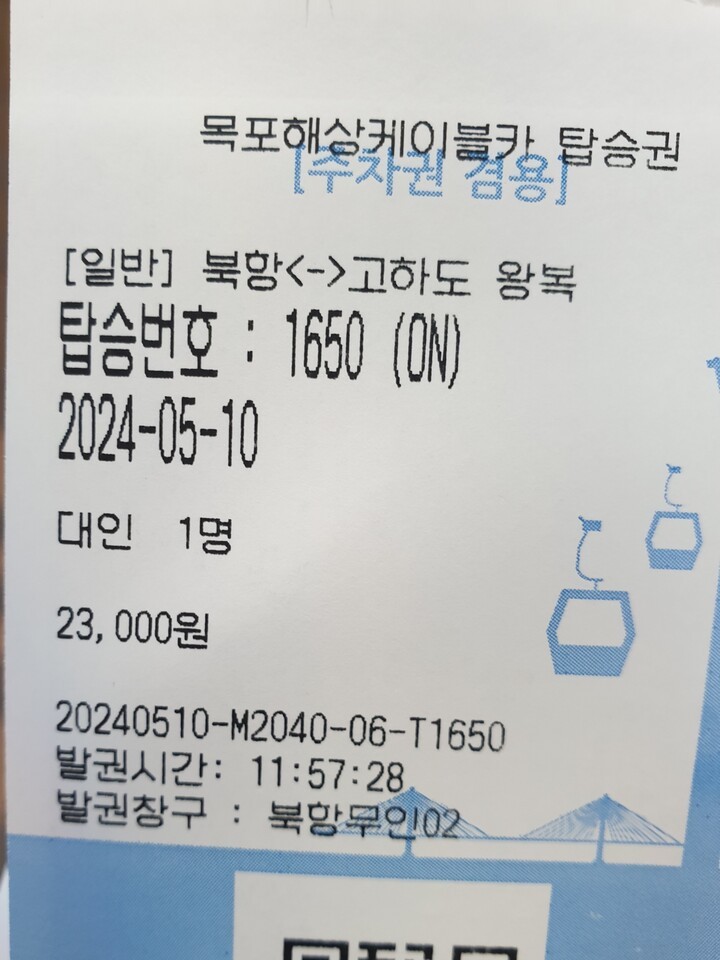 목포해상케이블카 탑승권
[주차권 겸용]
[일반] 북항<->고하도 왕복
탑승번호 : 1650 (ON)
2024-05-10
대인 1명
23,000원
20240510-M2040-06-T1650
발권시간: 11:57:28
발권창구 : 북항무인02